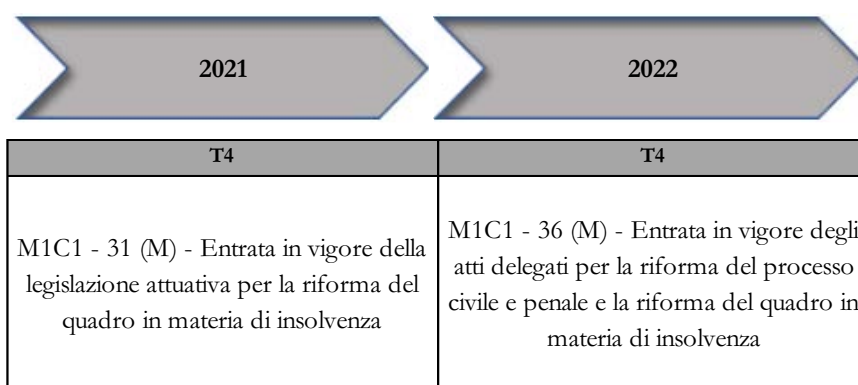 2021
2022
T4
T4
M1C1 - 31 (M) - Entrata in vigore della
legislazione attuativa per la riforma del
quadro in materia di insolvenza
M1C1 - 36 (M) - Entrata in vigore degli
atti delegati per la riforma del processo
civile e penale e la riforma del quadro in
materia di insolvenza